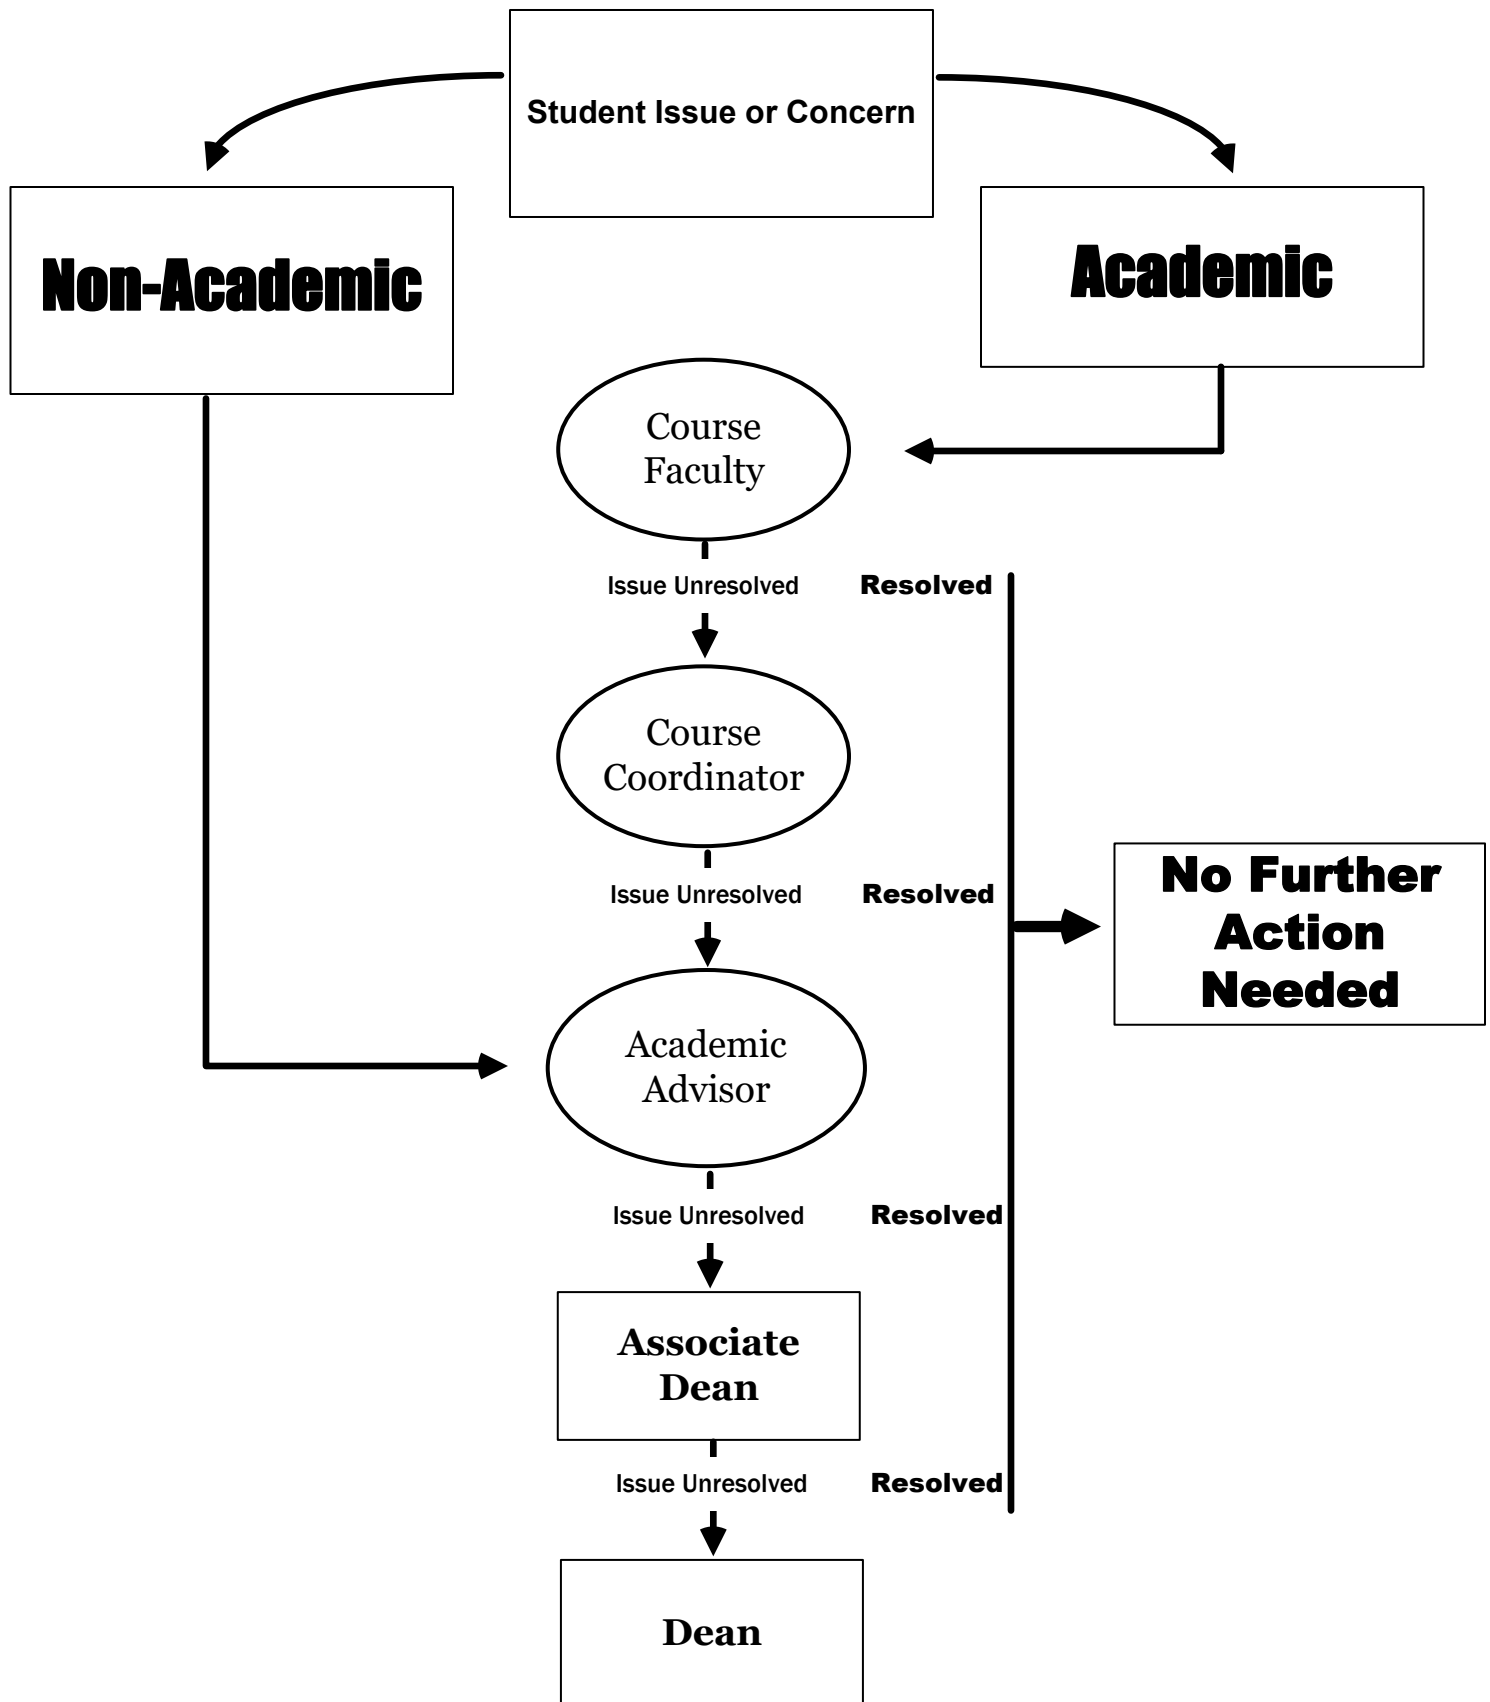 Student Issue or Concern
Non-Academic
Academic
Course
Faculty
Issue Unresolved
Resolved
Course
Coordinator
Issue Unresolved
Resolved
No Further
Action
Needed
Academic
Advisor
Issue Unresolved
Resolved
Associate
Dean
Issue Unresolved
Resolved
Dean